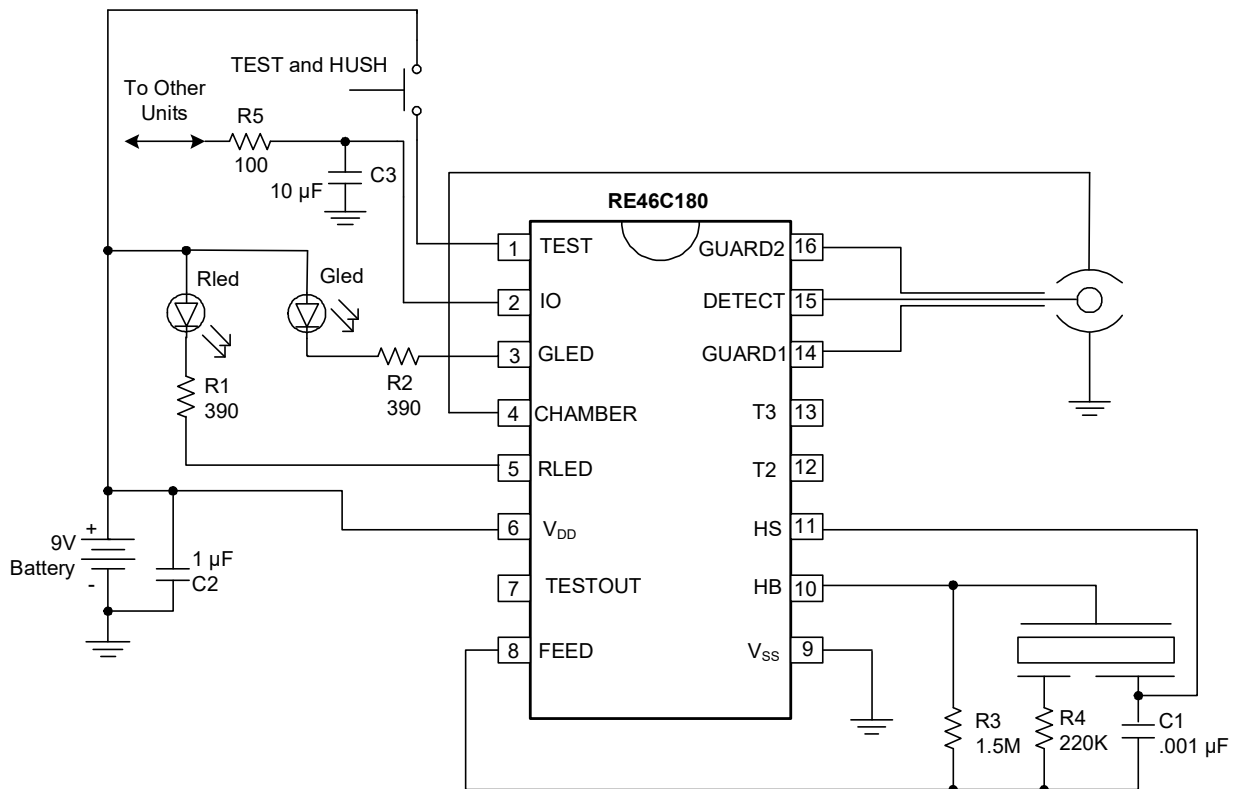 TEST and HUSH
To Other
Units
R5
100
10 µF
C3
RE46C180
1
TEST
GUARD2
16
2
IO
DETECT
15
3
GLED
GUARD1
14
4
CHAMBER
T3
13
5
RLED
T2
12
6
VDD
HS
11
7
TESTOUT
HB
10
8
FEED
VSS
9
Rled
Gled
R1
390
R2
390
9V
Battery
+
-
1 µF
C2
R3
1.5M
R4
220K
C1
.001 µF